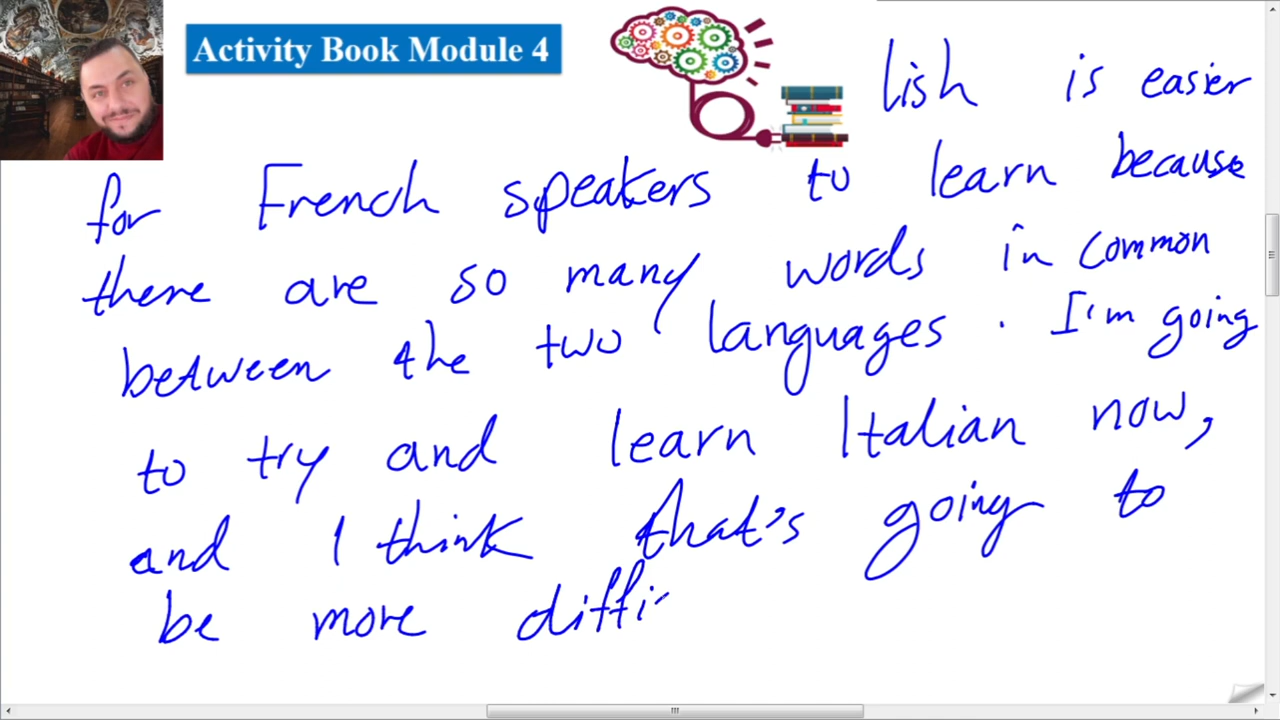 Activity Book Module 4
lish is easier
for French speakers to learn because
there are so many words in common
between the two languages. I'm going
to try and learn Italian now,
and I think that's going to
be more diffi